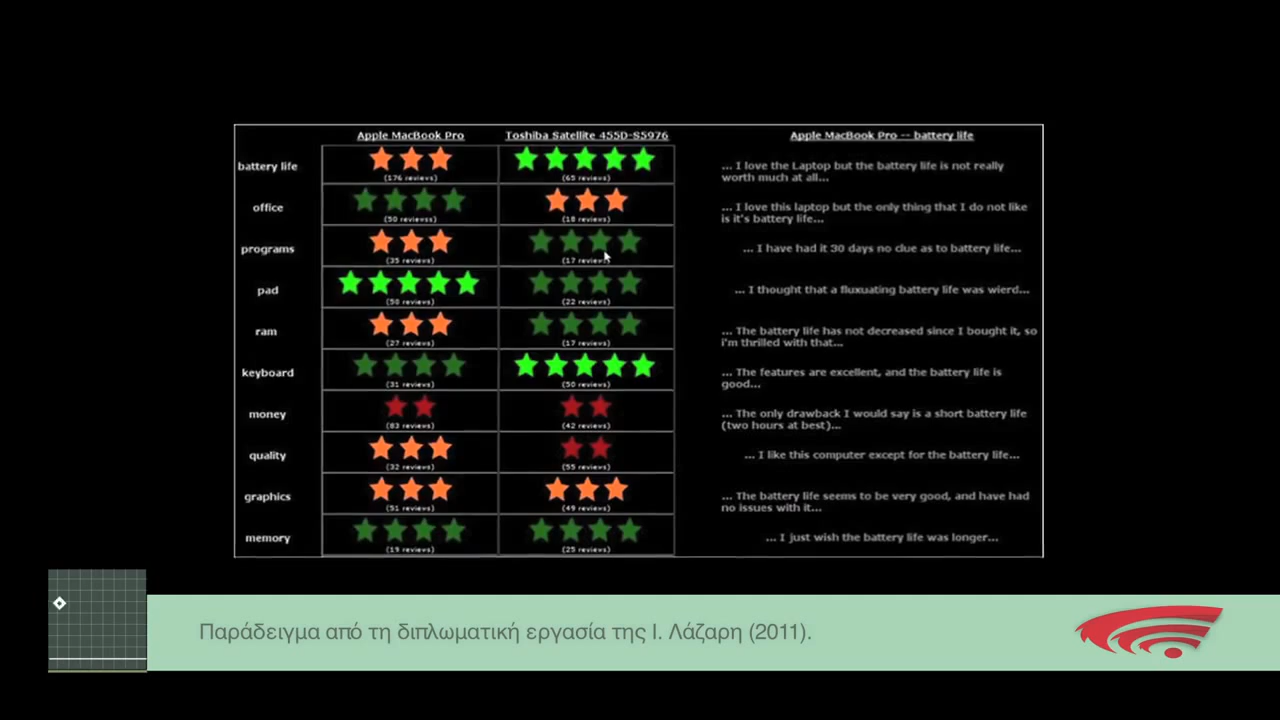 Apple MacBook Pro Toshiba Satellite 455D-S5976 Apple MacBook Pro -- battery life
battery life (176 reviews) (65 reviews)
... I love the Laptop but the battery life is not really
worth much at all...
office (50 reviews) (18 reviews)
... I love this laptop but the only thing that I do not like
is it's battery life...
programs (35 reviews) (17 reviews)
... I have had it 30 days no clue as to battery life...
pad (50 reviews) (22 reviews)
... I thought that a fluxuating battery life was wierd...
ram (27 reviews) (17 reviews)
... The battery life has not decreased since I bought it, so
i'm thrilled with that...
keyboard (31 reviews) (50 reviews)
... The features are excellent, and the battery life is
good...
money (83 reviews) (42 reviews)
... The only drawback I would say is a short battery life
(two hours at best)...
quality (32 reviews) (55 reviews)
... I like this computer except for the battery life...
graphics (51 reviews) (49 reviews)
... The battery life seems to be very good, and have had
no issues with it...
memory (19 reviews) (25 reviews)
... I just wish the battery life was longer...
Παράδειγμα από τη διπλωματική εργασία της Ι. Λάζαρη (2011).